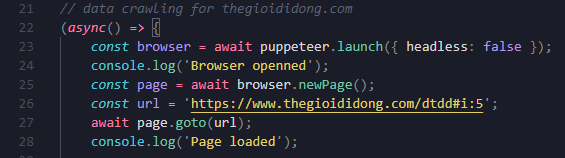 21 // data crawling for thegioididong.com
22 (async() => {
23 const browser = await puppeteer.launch({ headless: false });
24 console.log('Browser openned');
25 const page = await browser.newPage();
26 const url = 'https://www.thegioididong.com/dtdd#i:5';
27 await page.goto(url);
28 console.log('Page loaded');